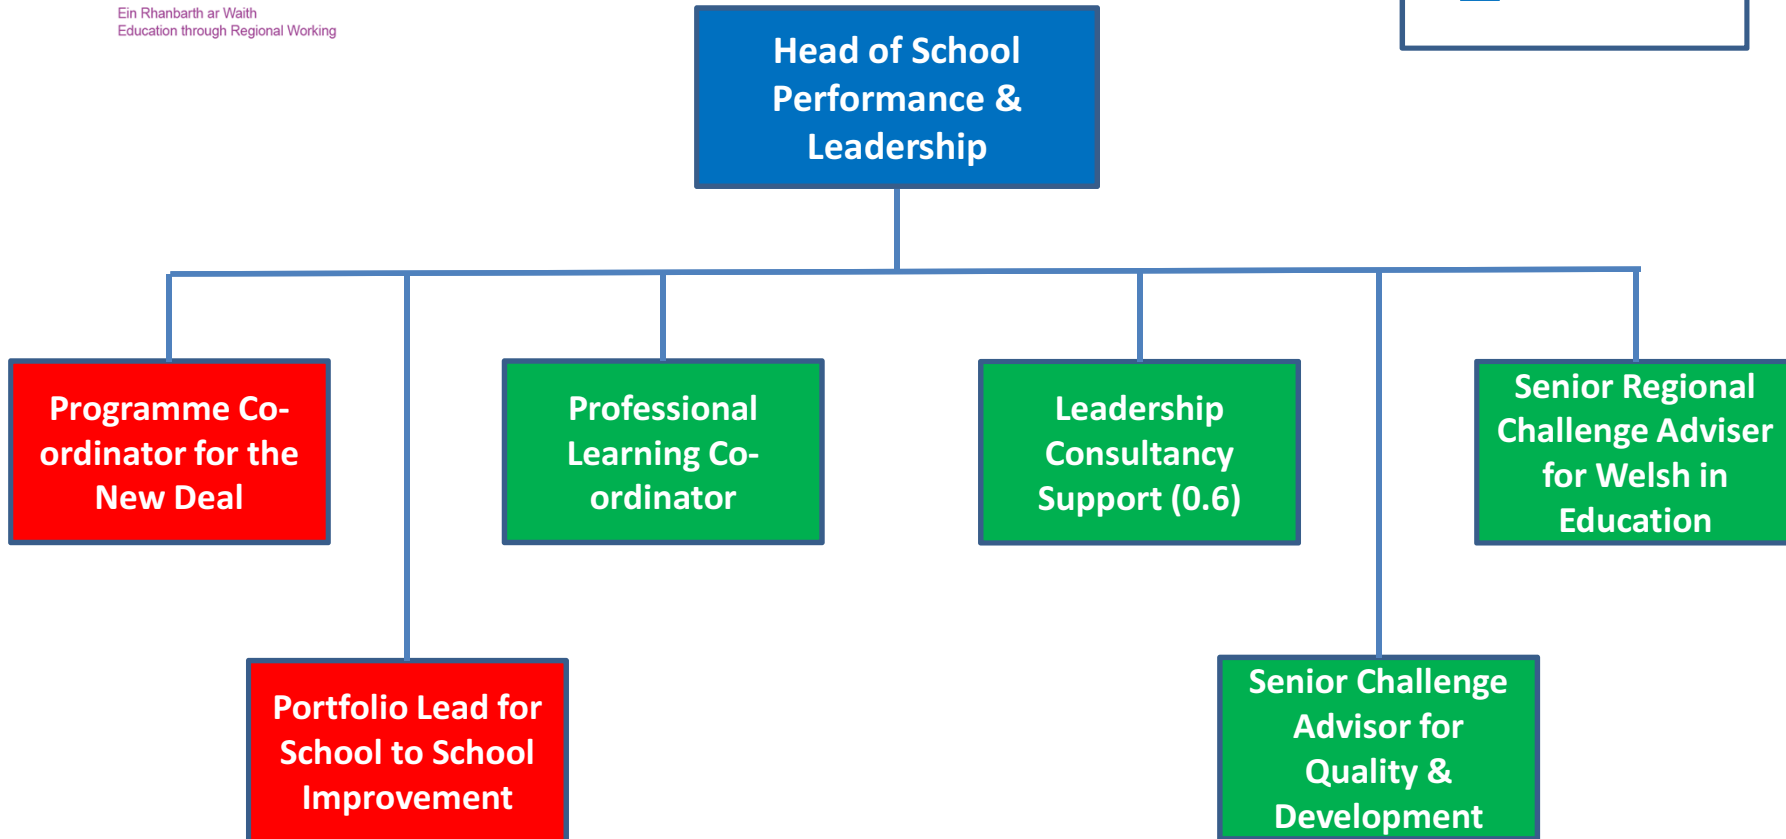 Ein Rhanbarth ar Waith
Education through Regional Working
Head of School
Performance &
Leadership
Programme Co-
ordinator for the
New Deal
Professional
Learning Co-
ordinator
Leadership
Consultancy
Support (0.6)
Senior Regional
Challenge Adviser
for Welsh in
Education
Portfolio Lead for
School to School
Improvement
Senior Challenge
Advisor for
Quality &
Development